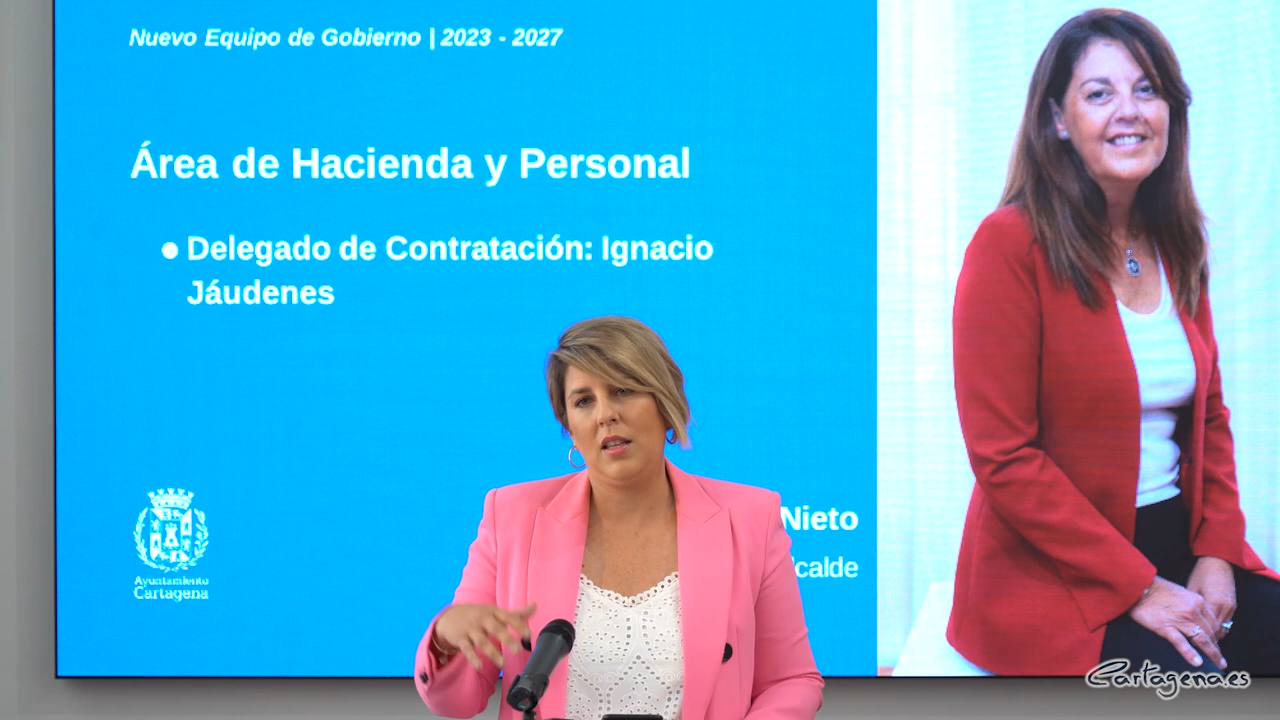 Nuevo Equipo de Gobierno | 2023 - 2027
Área de Hacienda y Personal
● Delegado de Contratación: Ignacio
Jáudenes
Nieto
lcalde
Ayuntamiento
Cartagena
Cartagena.es